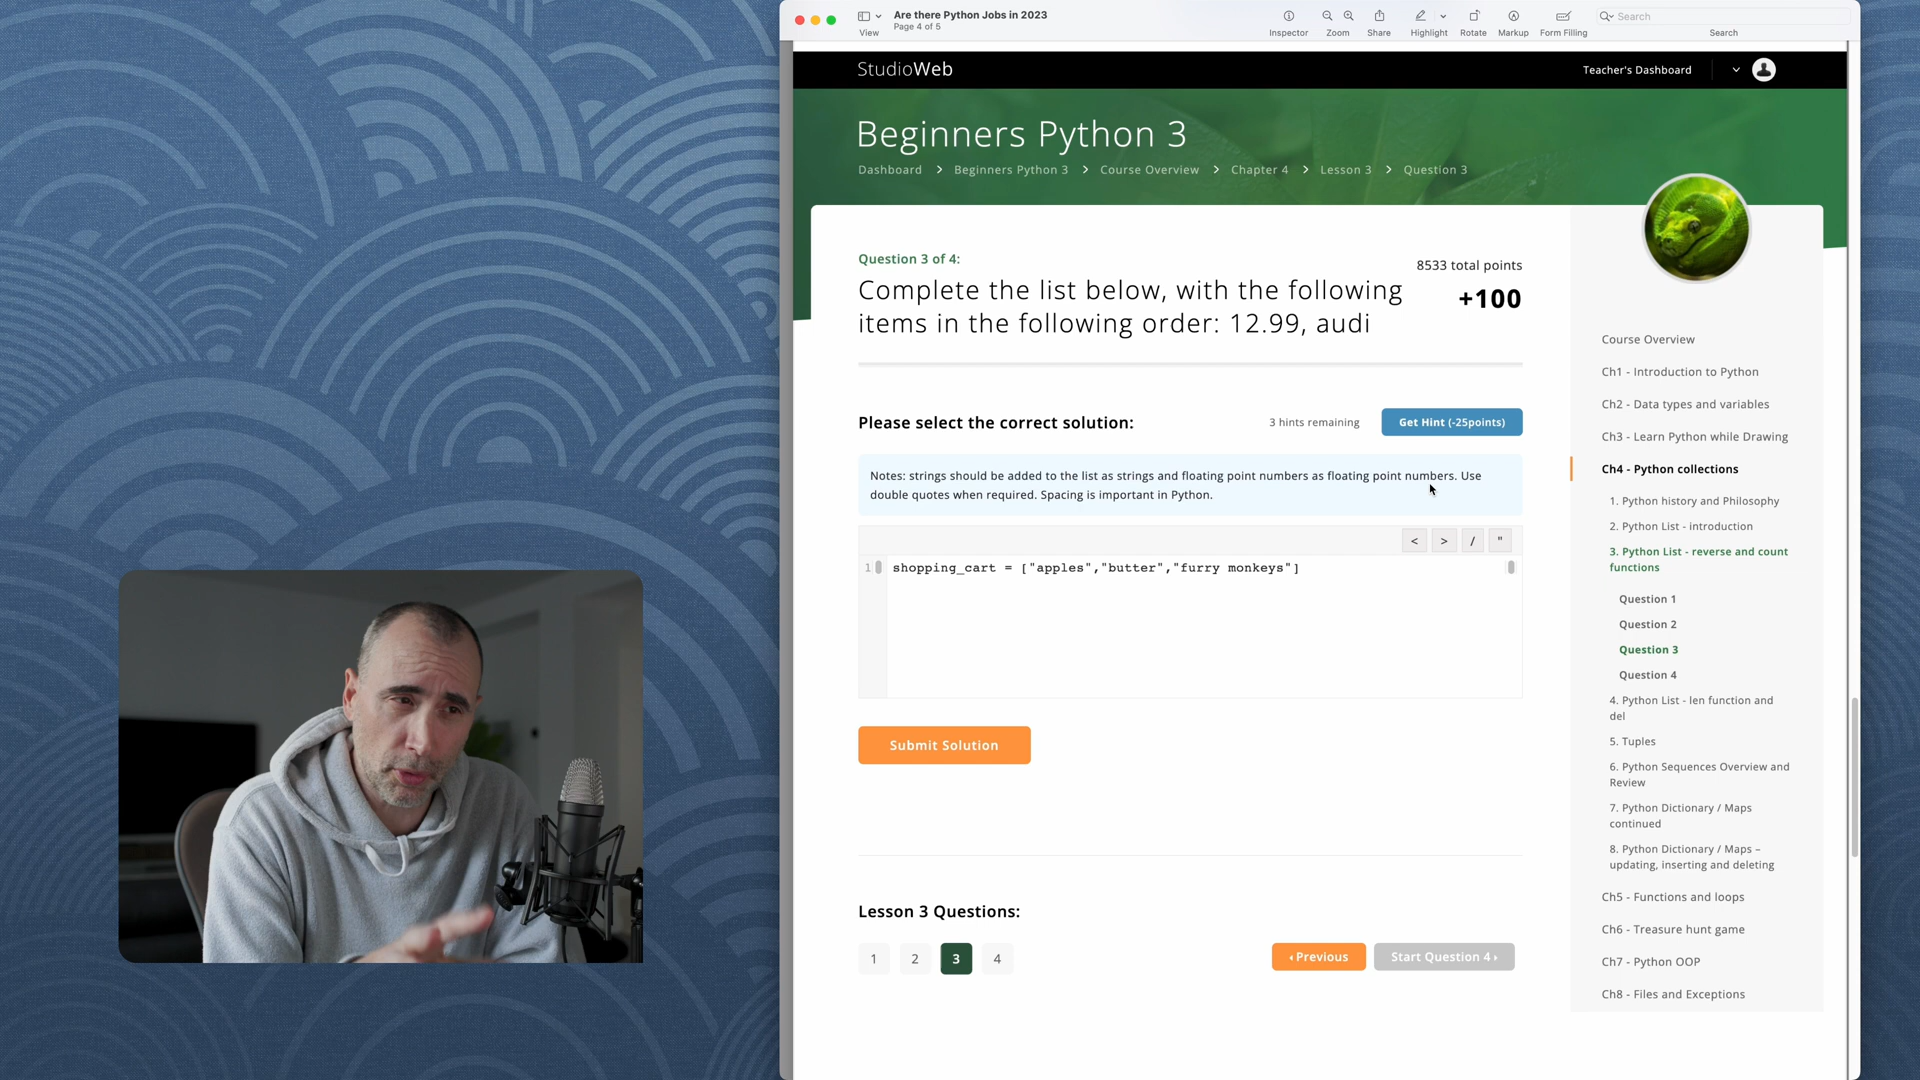 Are there Python Jobs in 2023
Page 4 of 5
View
Inspector
Zoom
Share
Highlight
Rotate
Markup
Form Filling
Search
Search
StudioWeb
Teacher's Dashboard
Beginners Python 3
Dashboard > Beginners Python 3 > Course Overview > Chapter 4 > Lesson 3 > Question 3
Question 3 of 4:
8533 total points
+100
Complete the list below, with the following
items in the following order: 12.99, audi
Please select the correct solution:
3 hints remaining
Get Hint (-25points)
Notes: strings should be added to the list as strings and floating point numbers as floating point numbers. Use
double quotes when required. Spacing is important in Python.
< > / "
1 shopping_cart = ["apples","butter","furry monkeys"]
Submit Solution
Lesson 3 Questions:
1 2 3 4
Previous
Start Question 4
Course Overview
Ch1 - Introduction to Python
Ch2 - Data types and variables
Ch3 - Learn Python while Drawing
Ch4 - Python collections
1. Python history and Philosophy
2. Python List - introduction
3. Python List - reverse and count
functions
Question 1
Question 2
Question 3
Question 4
4. Python List - len function and
del
5. Tuples
6. Python Sequences Overview and
Review
7. Python Dictionary / Maps
continued
8. Python Dictionary / Maps –
updating, inserting and deleting
Ch5 - Functions and loops
Ch6 - Treasure hunt game
Ch7 - Python OOP
Ch8 - Files and Exceptions